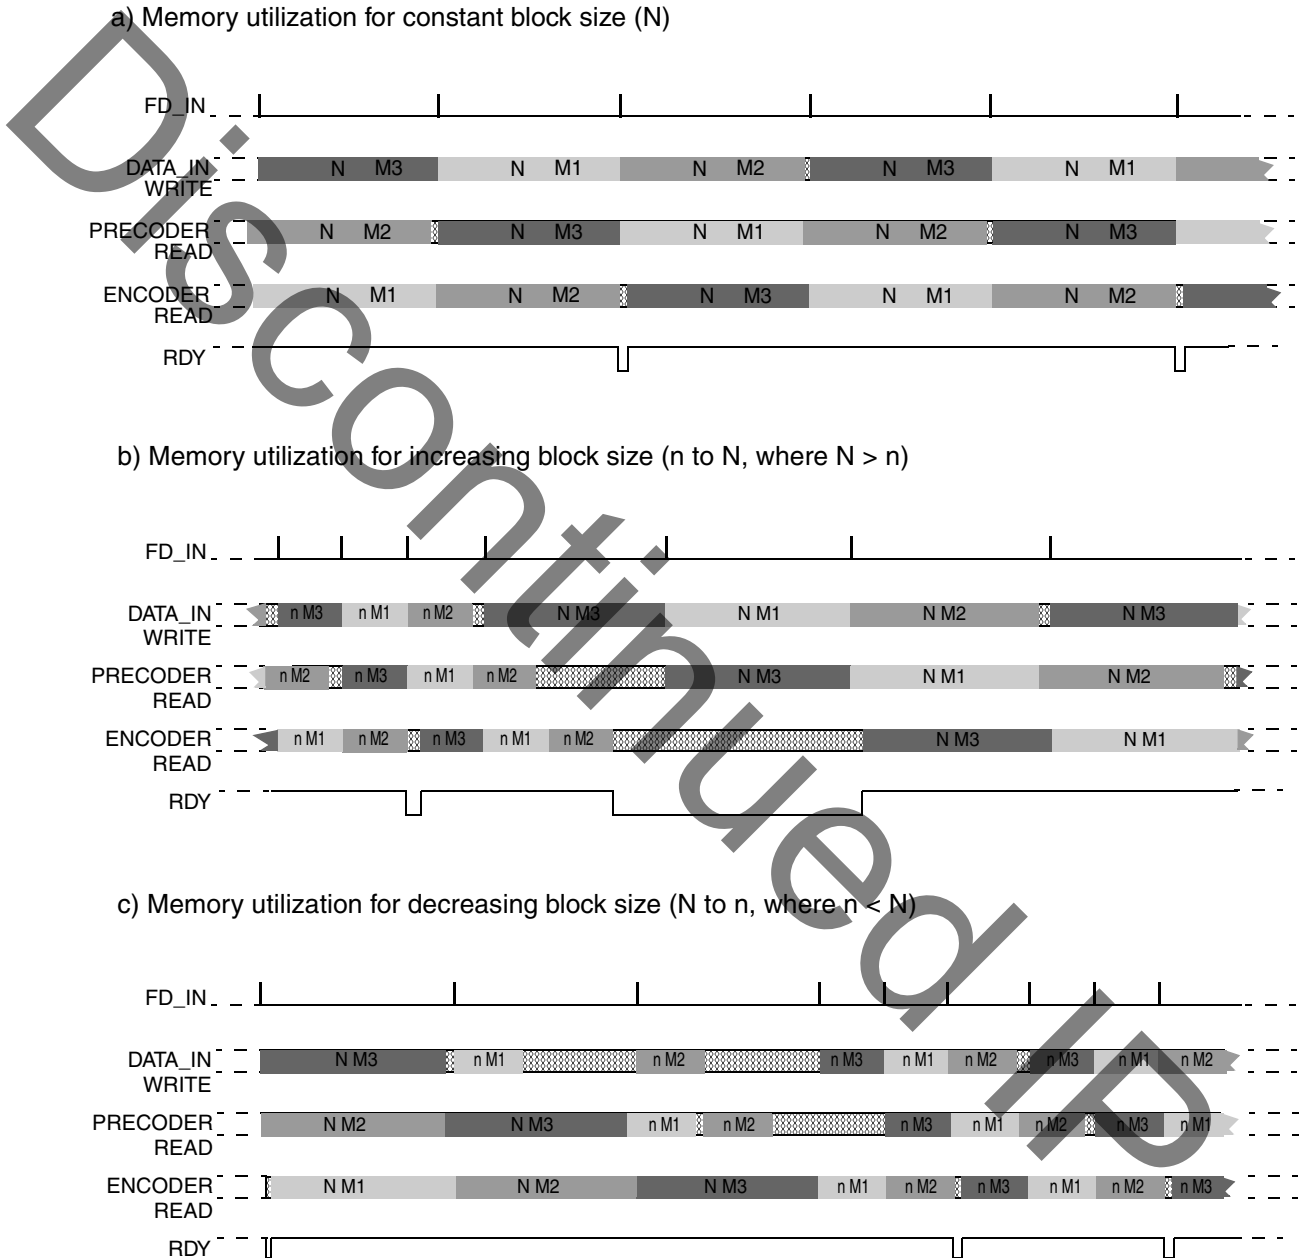 a) Memory utilization for constant block size (N)
FD_IN
DATA_IN WRITE N M3 N M1 N M2 N M3 N M1
PRECODER READ N M2 N M3 N M1 N M2 N M3
ENCODER READ N M1 N M2 N M3 N M1 N M2
RDY
b) Memory utilization for increasing block size (n to N, where N > n)
FD_IN
DATA_IN WRITE n M3 n M1 n M2 N M3 N M1 N M2 N M3
PRECODER READ n M2 n M3 n M1 n M2 N M3 N M1 N M2
ENCODER READ n M1 n M2 n M3 n M1 n M2 N M3 N M1
RDY
c) Memory utilization for decreasing block size (N to n, where n < N)
FD_IN
DATA_IN WRITE N M3 n M1 n M2 n M3 n M1 n M2 n M3 n M1 n M2
PRECODER READ N M2 N M3 n M1 n M2 n M3 n M1 n M2 n M3 n M1
ENCODER READ N M1 N M2 N M3 n M1 n M2 n M3 n M1 n M2 n M3
RDY
Discontinued IP